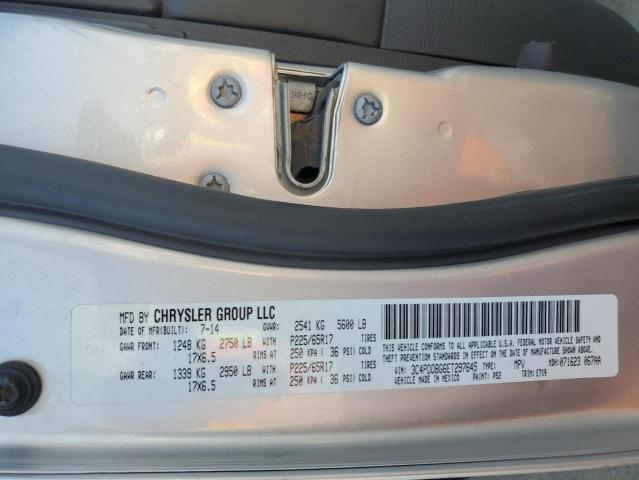 MFD BY CHRYSLER GROUP LLC
DATE OF MFR(BUILT) 7-14 GVWR: 2541 KG 5600 LB
GAWR FRONT: 1248 KG 2750 LB P225/65R17 TIRES
17X6.5 RIMS AT 250 KPA ( 36 PSI) COLD
GAWR REAR: 1339 KG 2950 LB P225/65R17 TIRES
17X6.5 RIMS AT 250 KPA ( 36 PSI) COLD
THIS VEHICLE CONFORMS TO ALL APPLICABLE U.S.A. FEDERAL MOTOR VEHICLE SAFETY AND
THEFT PREVENTION STANDARDS IN EFFECT ON THE DATE OF MANUFACTURE SHOWN ABOVE.
VIN: 3C4PDDBG6ET297645 TYPE: MPV MDH: 071623 067AA
VEHICLE MADE IN MEXICO PAINT: PS2 TRIM: